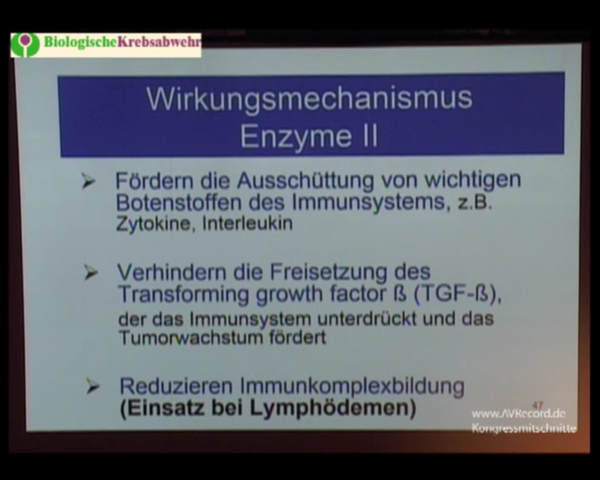 BiologischeKrebsabwehr
Wirkungsmechanismus
Enzyme II
➢ Fördern die Ausschüttung von wichtigen
Botenstoffen des Immunsystems, z.B.
Zytokine, Interleukin
➢ Verhindern die Freisetzung des
Transforming growth factor ß (TGF-ß),
der das Immunsystem unterdrückt und das
Tumorwachstum fördert
➢ Reduzieren Immunkomplexbildung
(Einsatz bei Lymphödemen)
47
www.AVRecord.de
Kongressmitschnitte